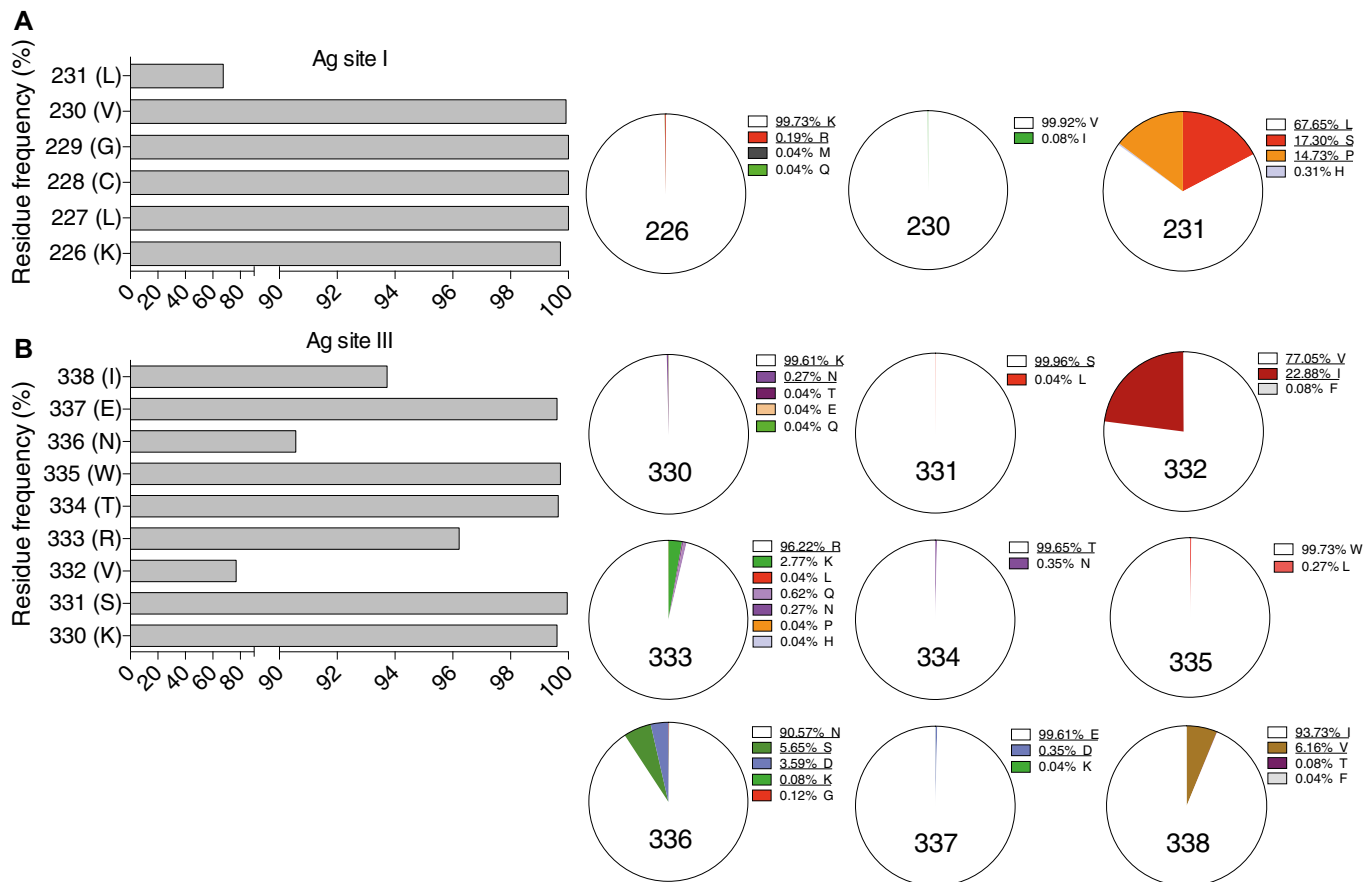 A
Ag site I
Residue frequency (%)
231 (L)
230 (V)
229 (G)
228 (C)
227 (L)
226 (K)
0 20 40 60 80 90 92 94 96 98 100
226
99.73% K
0.19% R
0.04% M
0.04% Q
230
99.92% V
0.08% I
231
67.65% L
17.30% S
14.73% P
0.31% H
B
Ag site III
Residue frequency (%)
338 (I)
337 (E)
336 (N)
335 (W)
334 (T)
333 (R)
332 (V)
331 (S)
330 (K)
0 20 40 60 80 90 92 94 96 98 100
330
99.61% K
0.27% N
0.04% T
0.04% E
0.04% Q
331
99.96% S
0.04% L
332
77.05% V
22.88% I
0.08% F
333
96.22% R
2.77% K
0.04% L
0.62% Q
0.27% N
0.04% P
0.04% H
334
99.65% T
0.35% N
335
99.73% W
0.27% L
336
90.57% N
5.65% S
3.59% D
0.08% K
0.12% G
337
99.61% E
0.35% D
0.04% K
338
93.73% I
6.16% V
0.08% T
0.04% F